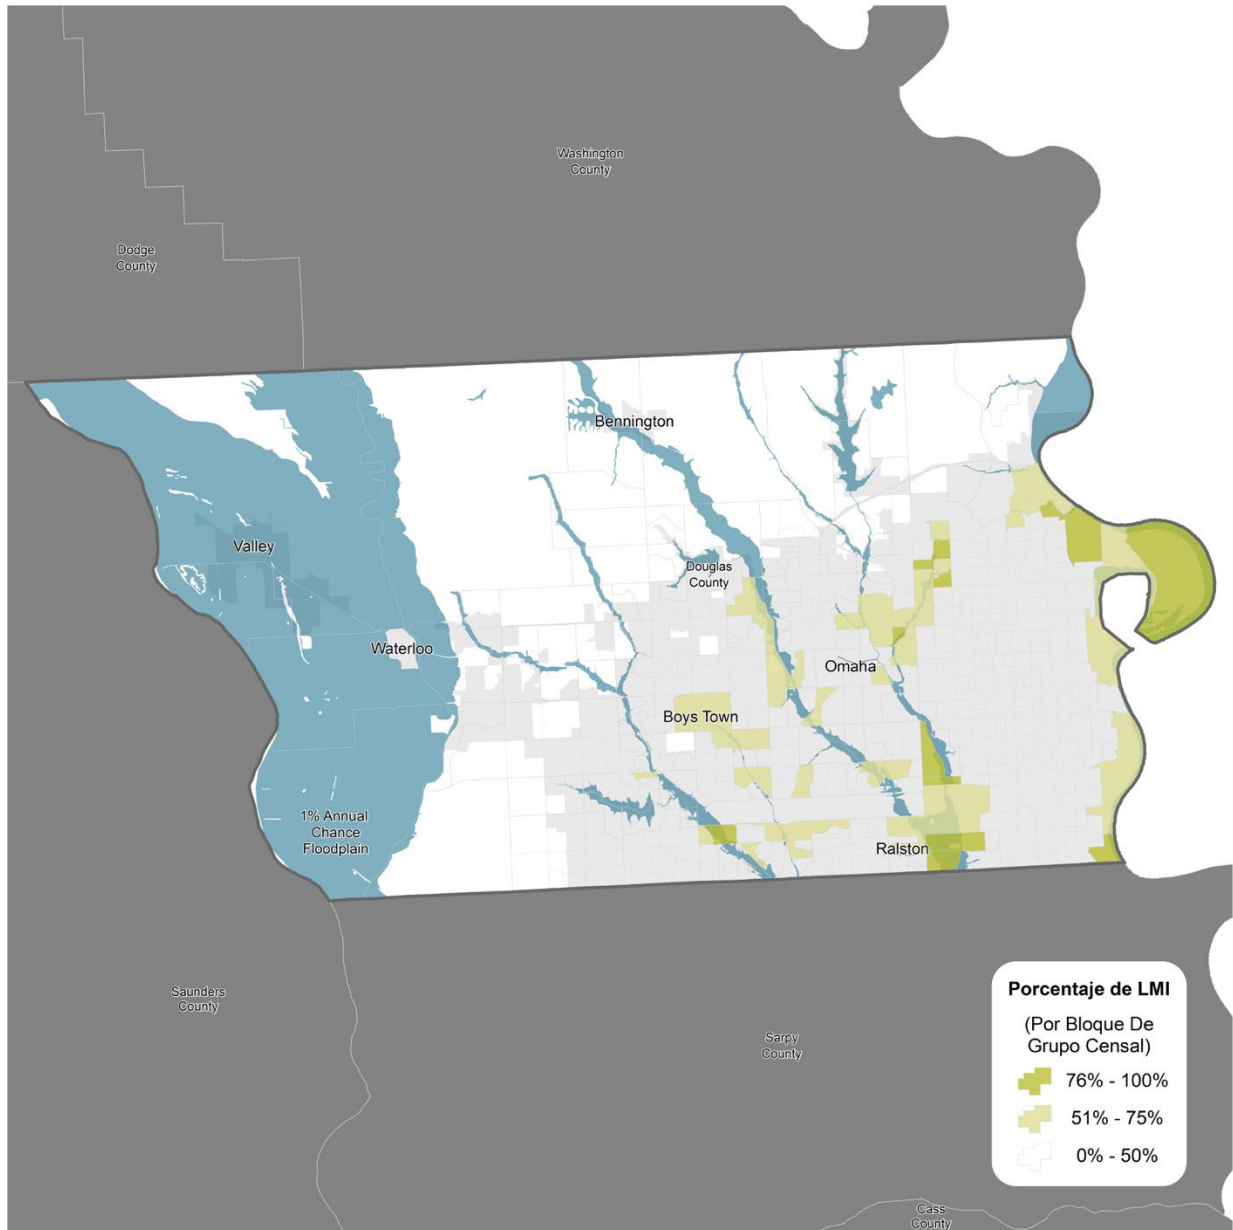 Washington
County
Dodge
County
Bennington
Valley
Douglas
County
Waterloo
Omaha
Boys Town
1% Annual
Chance
Floodplain
Ralston
Saunders
County
Sarpy
County
Porcentaje de LMI
(Por Bloque De
Grupo Censal)
76% - 100%
51% - 75%
0% - 50%
Cass
County